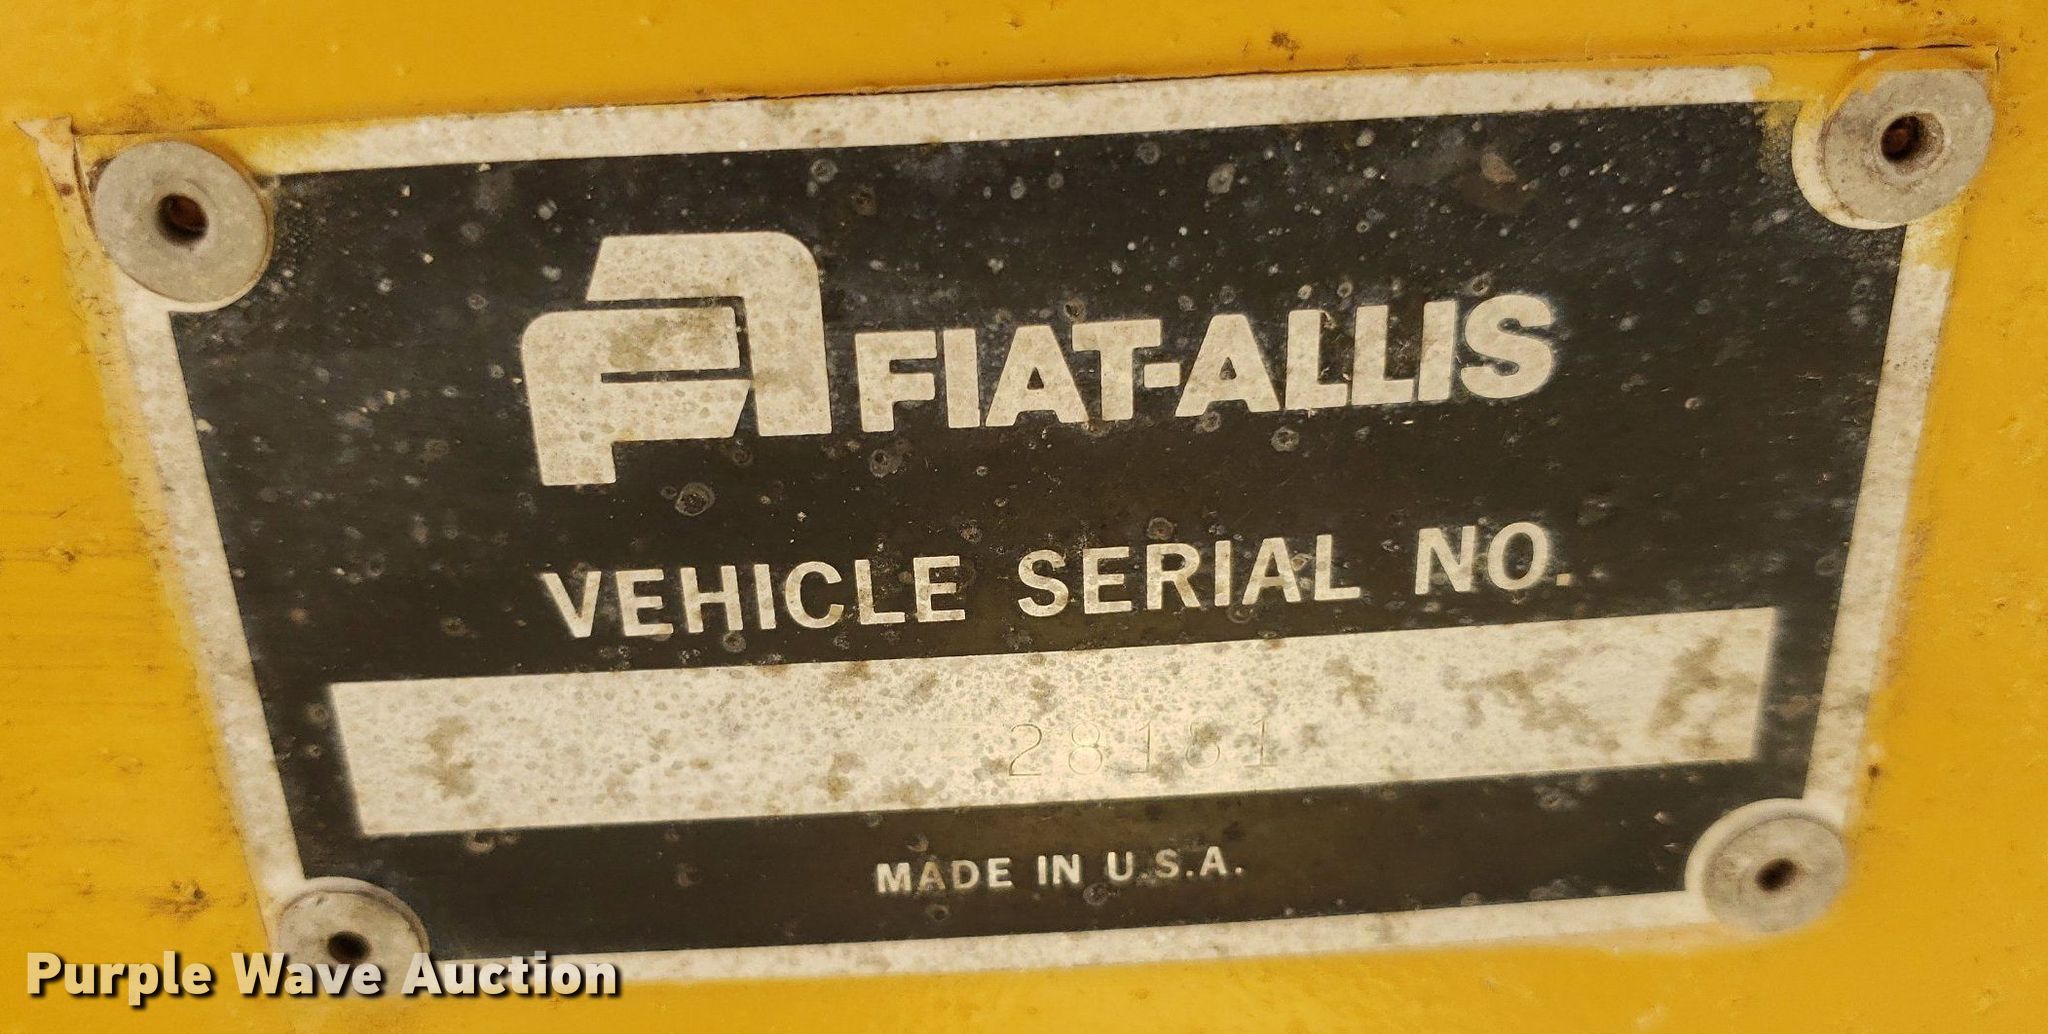 FIAT-ALLIS
VEHICLE SERIAL NO.
28181
MADE IN U.S.A.
Purple Wave Auction